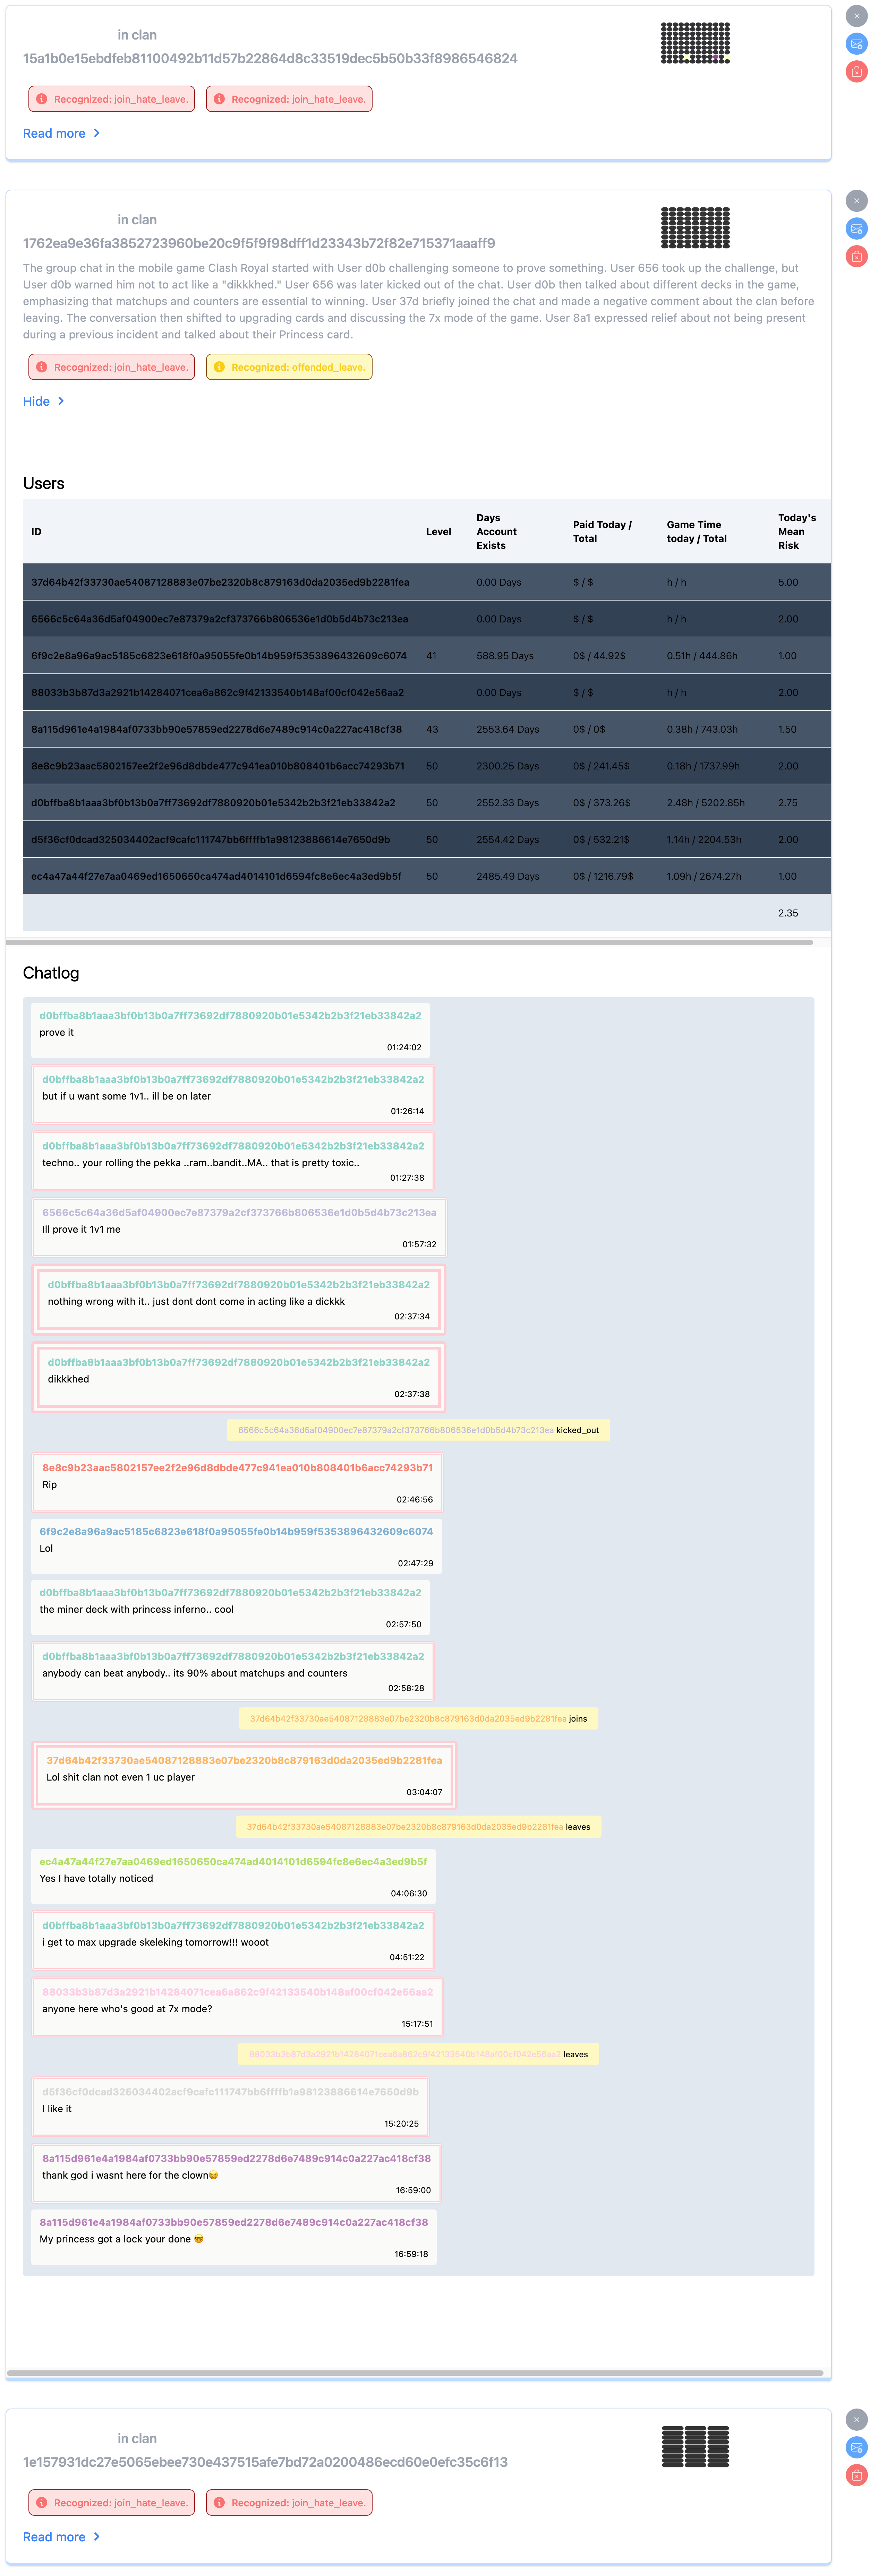 in clan
15a1b0e15ebdfeb81100492b11d57b22864d8c33519dec5b50b33f8986546824
Recognized: join_hate_leave. Recognized: join_hate_leave.
Read more
in clan
1762ea9e36fa3852723960be20c9f5f9f98dff1d23343b72f82e715371aaaff9
The group chat in the mobile game Clash Royal started with User d0b challenging someone to prove something. User 656 took up the challenge, but
User d0b warned him not to act like a "dikkkhed." User 656 was later kicked out of the chat. User d0b then talked about different decks in the game,
emphasizing that matchups and counters are essential to winning. User 37d briefly joined the chat and made a negative comment about the clan before
leaving. The conversation then shifted to upgrading cards and discussing the 7x mode of the game. User 8a1 expressed relief about not being present
during a previous incident and talked about their Princess card.
Recognized: join_hate_leave. Recognized: offended_leave.
Hide
Users
ID Level Days Account Exists Paid Today / Total Game Time today / Total Today's Mean Risk
37d64b42f33730ae54087128883e07be2320b8c879163d0da2035ed9b2281fea 0.00 Days $ / $ h / h 5.00
6566c5c64a36d5af04900ec7e87379a2cf373766b806536e1d0b5d4b73c213ea 0.00 Days $ / $ h / h 2.00
6f9c2e8a96a9ac5185c6823e618f0a95055fe0b14b959f5353896432609c6074 41 588.95 Days 0$ / 44.92$ 0.51h / 444.86h 1.00
88033b3b87d3a2921b14284071cea6a862c9f42133540b148af00cf042e56aa2 0.00 Days $ / $ h / h 2.00
8a115d961e4a1984af0733bb90e57859ed2278d6e7489c914c0a227ac418cf38 43 2553.64 Days 0$ / 0$ 0.38h / 743.03h 1.50
8e8c9b23aac5802157ee2f2e96d8dbde477c941ea010b808401b6acc74293b71 50 2300.25 Days 0$ / 241.45$ 0.18h / 1737.99h 2.00
d0bffba8b1aaa3bf0b13b0a7ff73692df7880920b01e5342b2b3f21eb33842a2 50 2552.33 Days 0$ / 373.26$ 2.48h / 5202.85h 2.75
d5f36cf0dcad325034402acf9cafc111747bb6ffffb1a98123886614e7650d9b 50 2554.42 Days 0$ / 532.21$ 1.14h / 2204.53h 2.00
ec4a47a44f27e7aa0469ed1650650ca474ad4014101d6594fc8e6ec4a3ed9b5f 50 2485.49 Days 0$ / 1216.79$ 1.09h / 2674.27h 1.00
2.35
Chatlog
d0bffba8b1aaa3bf0b13b0a7ff73692df7880920b01e5342b2b3f21eb33842a2
prove it
01:24:02
d0bffba8b1aaa3bf0b13b0a7ff73692df7880920b01e5342b2b3f21eb33842a2
but if u want some 1v1.. ill be on later
01:26:14
d0bffba8b1aaa3bf0b13b0a7ff73692df7880920b01e5342b2b3f21eb33842a2
techno.. your rolling the pekka ..ram..bandit..MA.. that is pretty toxic..
01:27:38
6566c5c64a36d5af04900ec7e87379a2cf373766b806536e1d0b5d4b73c213ea
Ill prove it 1v1 me
01:57:32
d0bffba8b1aaa3bf0b13b0a7ff73692df7880920b01e5342b2b3f21eb33842a2
nothing wrong with it.. just dont dont come in acting like a dickkk
02:37:34
d0bffba8b1aaa3bf0b13b0a7ff73692df7880920b01e5342b2b3f21eb33842a2
dikkkhed
02:37:38
6566c5c64a36d5af04900ec7e87379a2cf373766b806536e1d0b5d4b73c213ea kicked_out
8e8c9b23aac5802157ee2f2e96d8dbde477c941ea010b808401b6acc74293b71
Rip
02:46:56
6f9c2e8a96a9ac5185c6823e618f0a95055fe0b14b959f5353896432609c6074
Lol
02:47:29
d0bffba8b1aaa3bf0b13b0a7ff73692df7880920b01e5342b2b3f21eb33842a2
the miner deck with princess inferno.. cool
02:57:50
d0bffba8b1aaa3bf0b13b0a7ff73692df7880920b01e5342b2b3f21eb33842a2
anybody can beat anybody.. its 90% about matchups and counters
02:58:28
37d64b42f33730ae54087128883e07be2320b8c879163d0da2035ed9b2281fea joins
37d64b42f33730ae54087128883e07be2320b8c879163d0da2035ed9b2281fea
Lol shit clan not even 1 uc player
03:04:07
37d64b42f33730ae54087128883e07be2320b8c879163d0da2035ed9b2281fea leaves
ec4a47a44f27e7aa0469ed1650650ca474ad4014101d6594fc8e6ec4a3ed9b5f
Yes I have totally noticed
04:06:30
d0bffba8b1aaa3bf0b13b0a7ff73692df7880920b01e5342b2b3f21eb33842a2
i get to max upgrade skeleking tomorrow!!! wooot
04:51:22
88033b3b87d3a2921b14284071cea6a862c9f42133540b148af00cf042e56aa2
anyone here who's good at 7x mode?
15:17:51
88033b3b87d3a2921b14284071cea6a862c9f42133540b148af00cf042e56aa2 leaves
d5f36cf0dcad325034402acf9cafc111747bb6ffffb1a98123886614e7650d9b
I like it
15:20:25
8a115d961e4a1984af0733bb90e57859ed2278d6e7489c914c0a227ac418cf38
thank god i wasnt here for the clown😂
16:59:00
8a115d961e4a1984af0733bb90e57859ed2278d6e7489c914c0a227ac418cf38
My princess got a lock your done 🤓
16:59:18
in clan
1e157931dc27e5065ebee730e437515afe7bd72a0200486ecd60e0efc35c6f13
Recognized: join_hate_leave. Recognized: join_hate_leave.
Read more